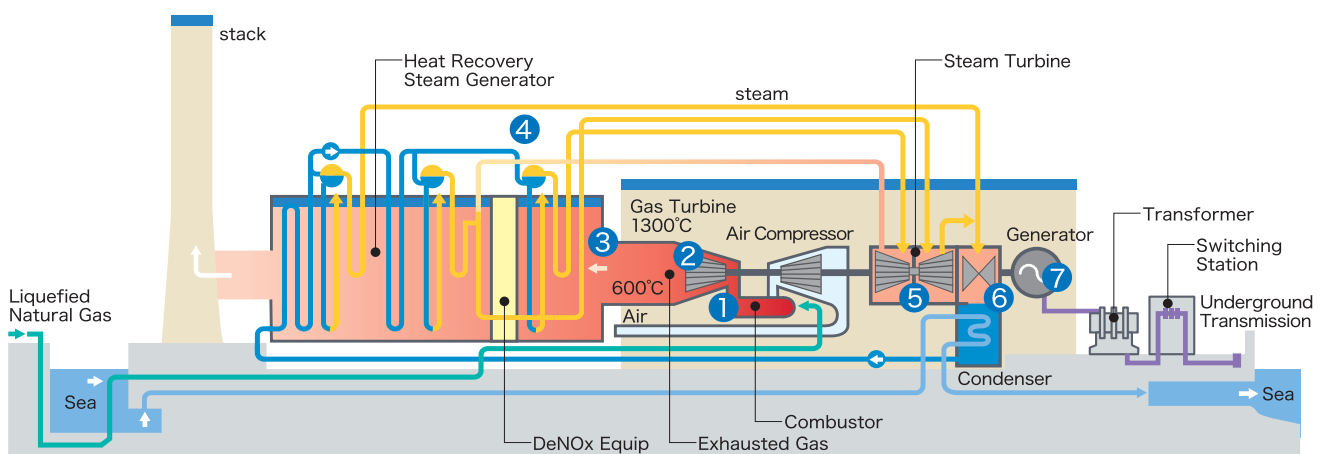 stack
Heat Recovery
Steam Generator
Steam Turbine
steam
4
Gas Turbine
1300°C
Air Compressor
Generator
Transformer
Switching
Station
3
2
7
600°C
5
6
1
Liquefied
Natural Gas
Air
Underground
Transmission
Condenser
Sea
Sea
Combustor
DeNOx Equip
Exhausted Gas